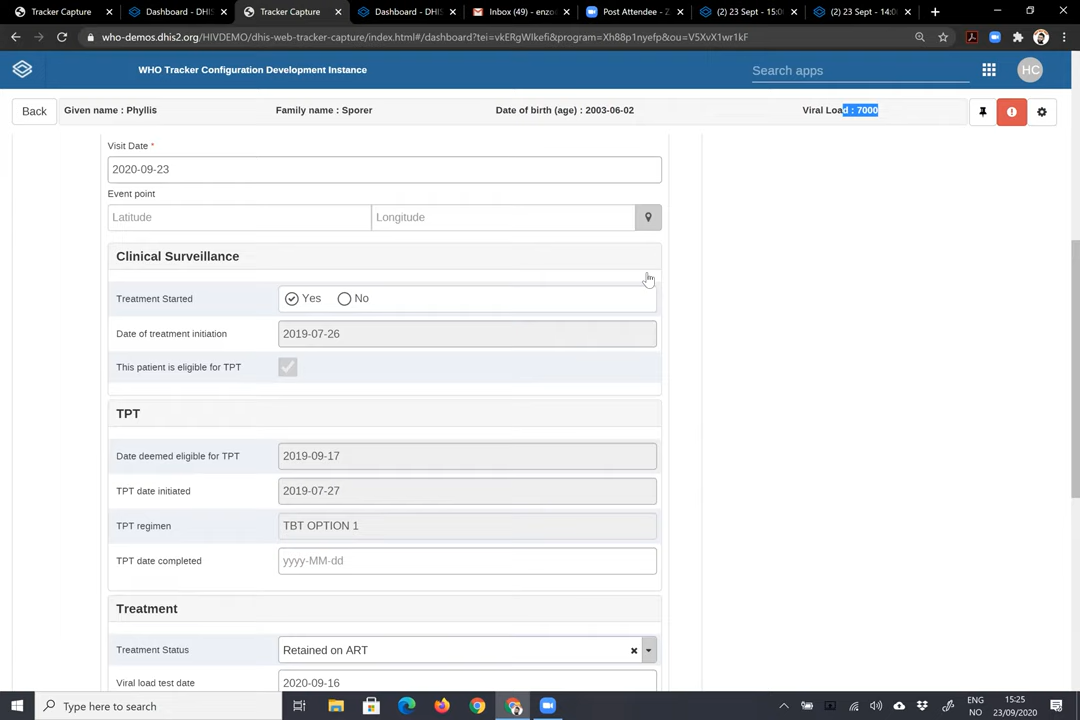 Tracker Capture
Dashboard - DHIS
Tracker Capture
Dashboard - DHIS
Inbox (49) - enzo
Post Attendee - Z
(2) 23 Sept - 15:0
(2) 23 Sept - 14:0
who-demos.dhis2.org/HIVDEMO/dhis-web-tracker-capture/index.html#/dashboard?tei=vkERgWlkefi&program=Xh88p1nyefp&ou=V5XvX1wr1kF
WHO Tracker Configuration Development Instance
Search apps
HC
Back
Given name : Phyllis
Family name : Sporer
Date of birth (age) : 2003-06-02
Viral Load : 7000
Visit Date *
2020-09-23
Event point
Latitude
Longitude
Clinical Surveillance
Treatment Started
Yes
No
Date of treatment initiation
2019-07-26
This patient is eligible for TPT
TPT
Date deemed eligible for TPT
2019-09-17
TPT date initiated
2019-07-27
TPT regimen
TBT OPTION 1
TPT date completed
yyyy-MM-dd
Treatment
Treatment Status
Retained on ART
Viral load test date
2020-09-16
Type here to search
ENG
NO
15:25
23/09/2020